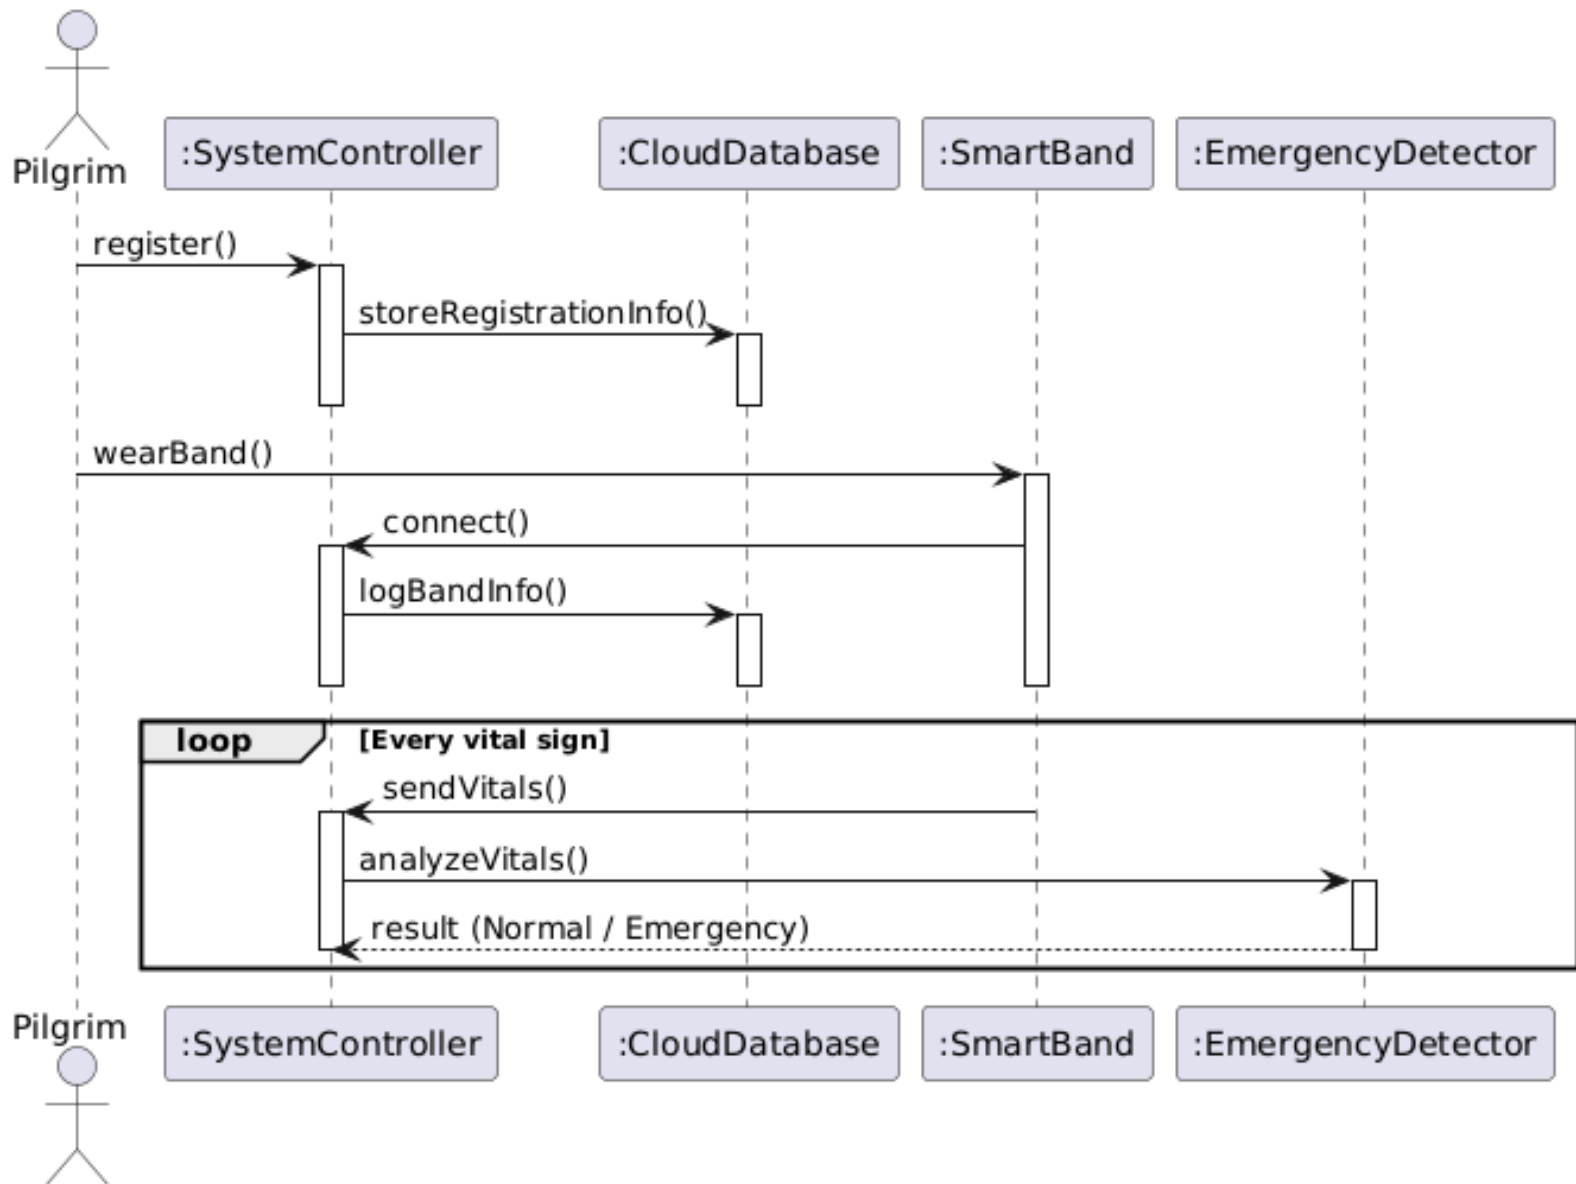 Pilgrim
:SystemController
:CloudDatabase
:SmartBand
:EmergencyDetector
register()
storeRegistrationInfo()
wearBand()
connect()
logBandInfo()
loop
[Every vital sign]
sendVitals()
analyzeVitals()
result (Normal / Emergency)
Pilgrim
:SystemController
:CloudDatabase
:SmartBand
:EmergencyDetector